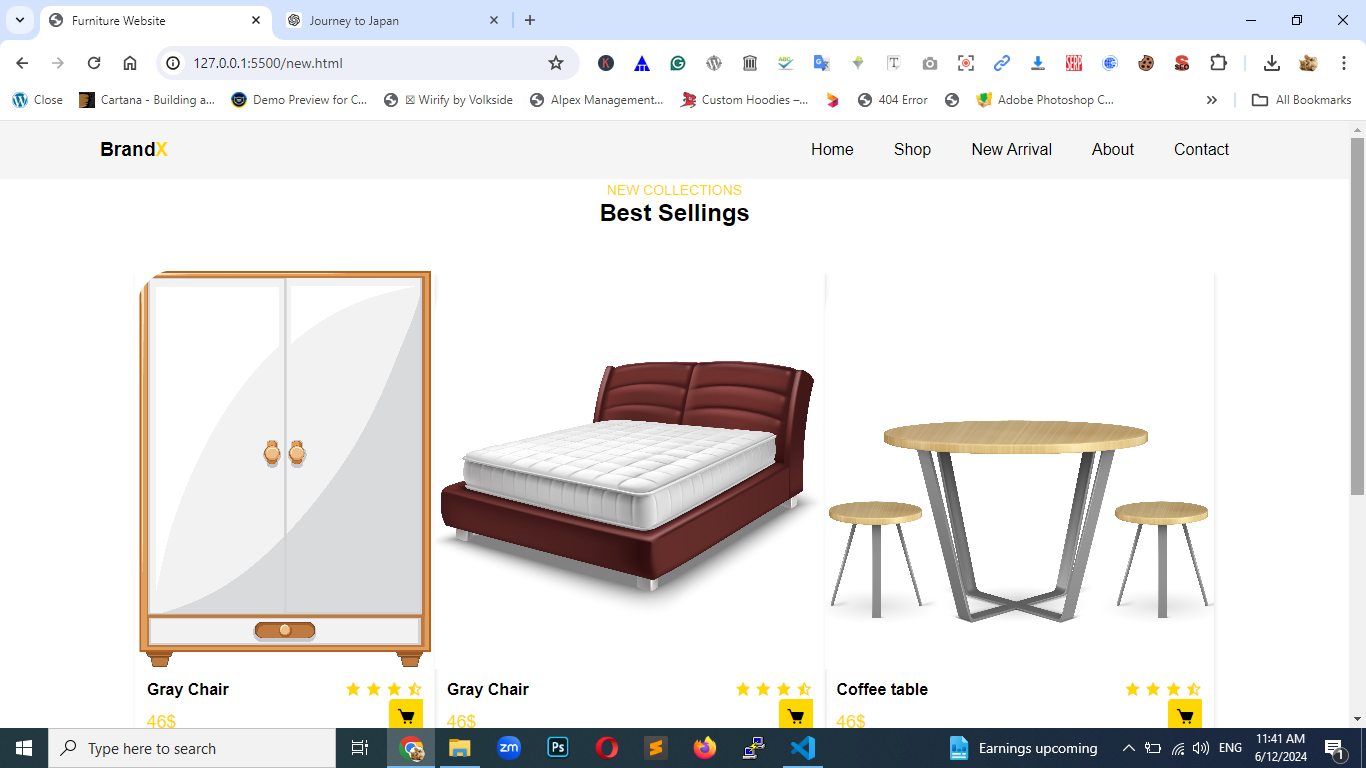 Furniture Website
Journey to Japan
127.0.0.1:5500/new.html
Close
Cartana - Building a...
Demo Preview for C...
Wirify by Volkside
Alpex Management...
Custom Hoodies –...
404 Error
Adobe Photoshop C...
All Bookmarks
BrandX
Home
Shop
New Arrival
About
Contact
NEW COLLECTIONS
Best Sellings
Gray Chair
Gray Chair
Coffee table
46$
46$
46$
Type here to search
zm
Ps
Earnings upcoming
ENG
11:41 AM
6/12/2024
1